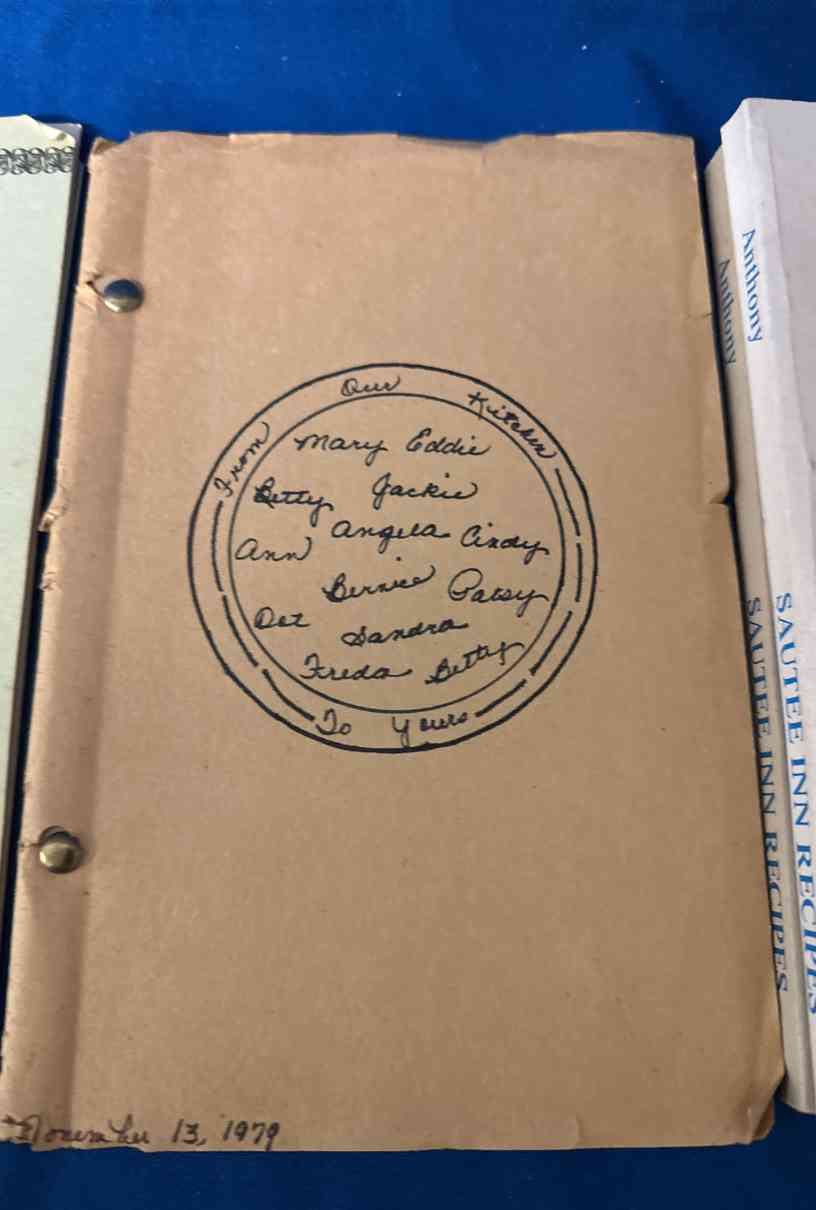 From Our Kitchen
Mary Eddie
Betty Jackie
Ann Angela Cindy
Bernice Patsy
Dot Sandra
Freda Betty
To Yours
November 13, 1979
Anthony
SAUTEE INN RECIPES
Anthony
SAUTEE INN RECIPES